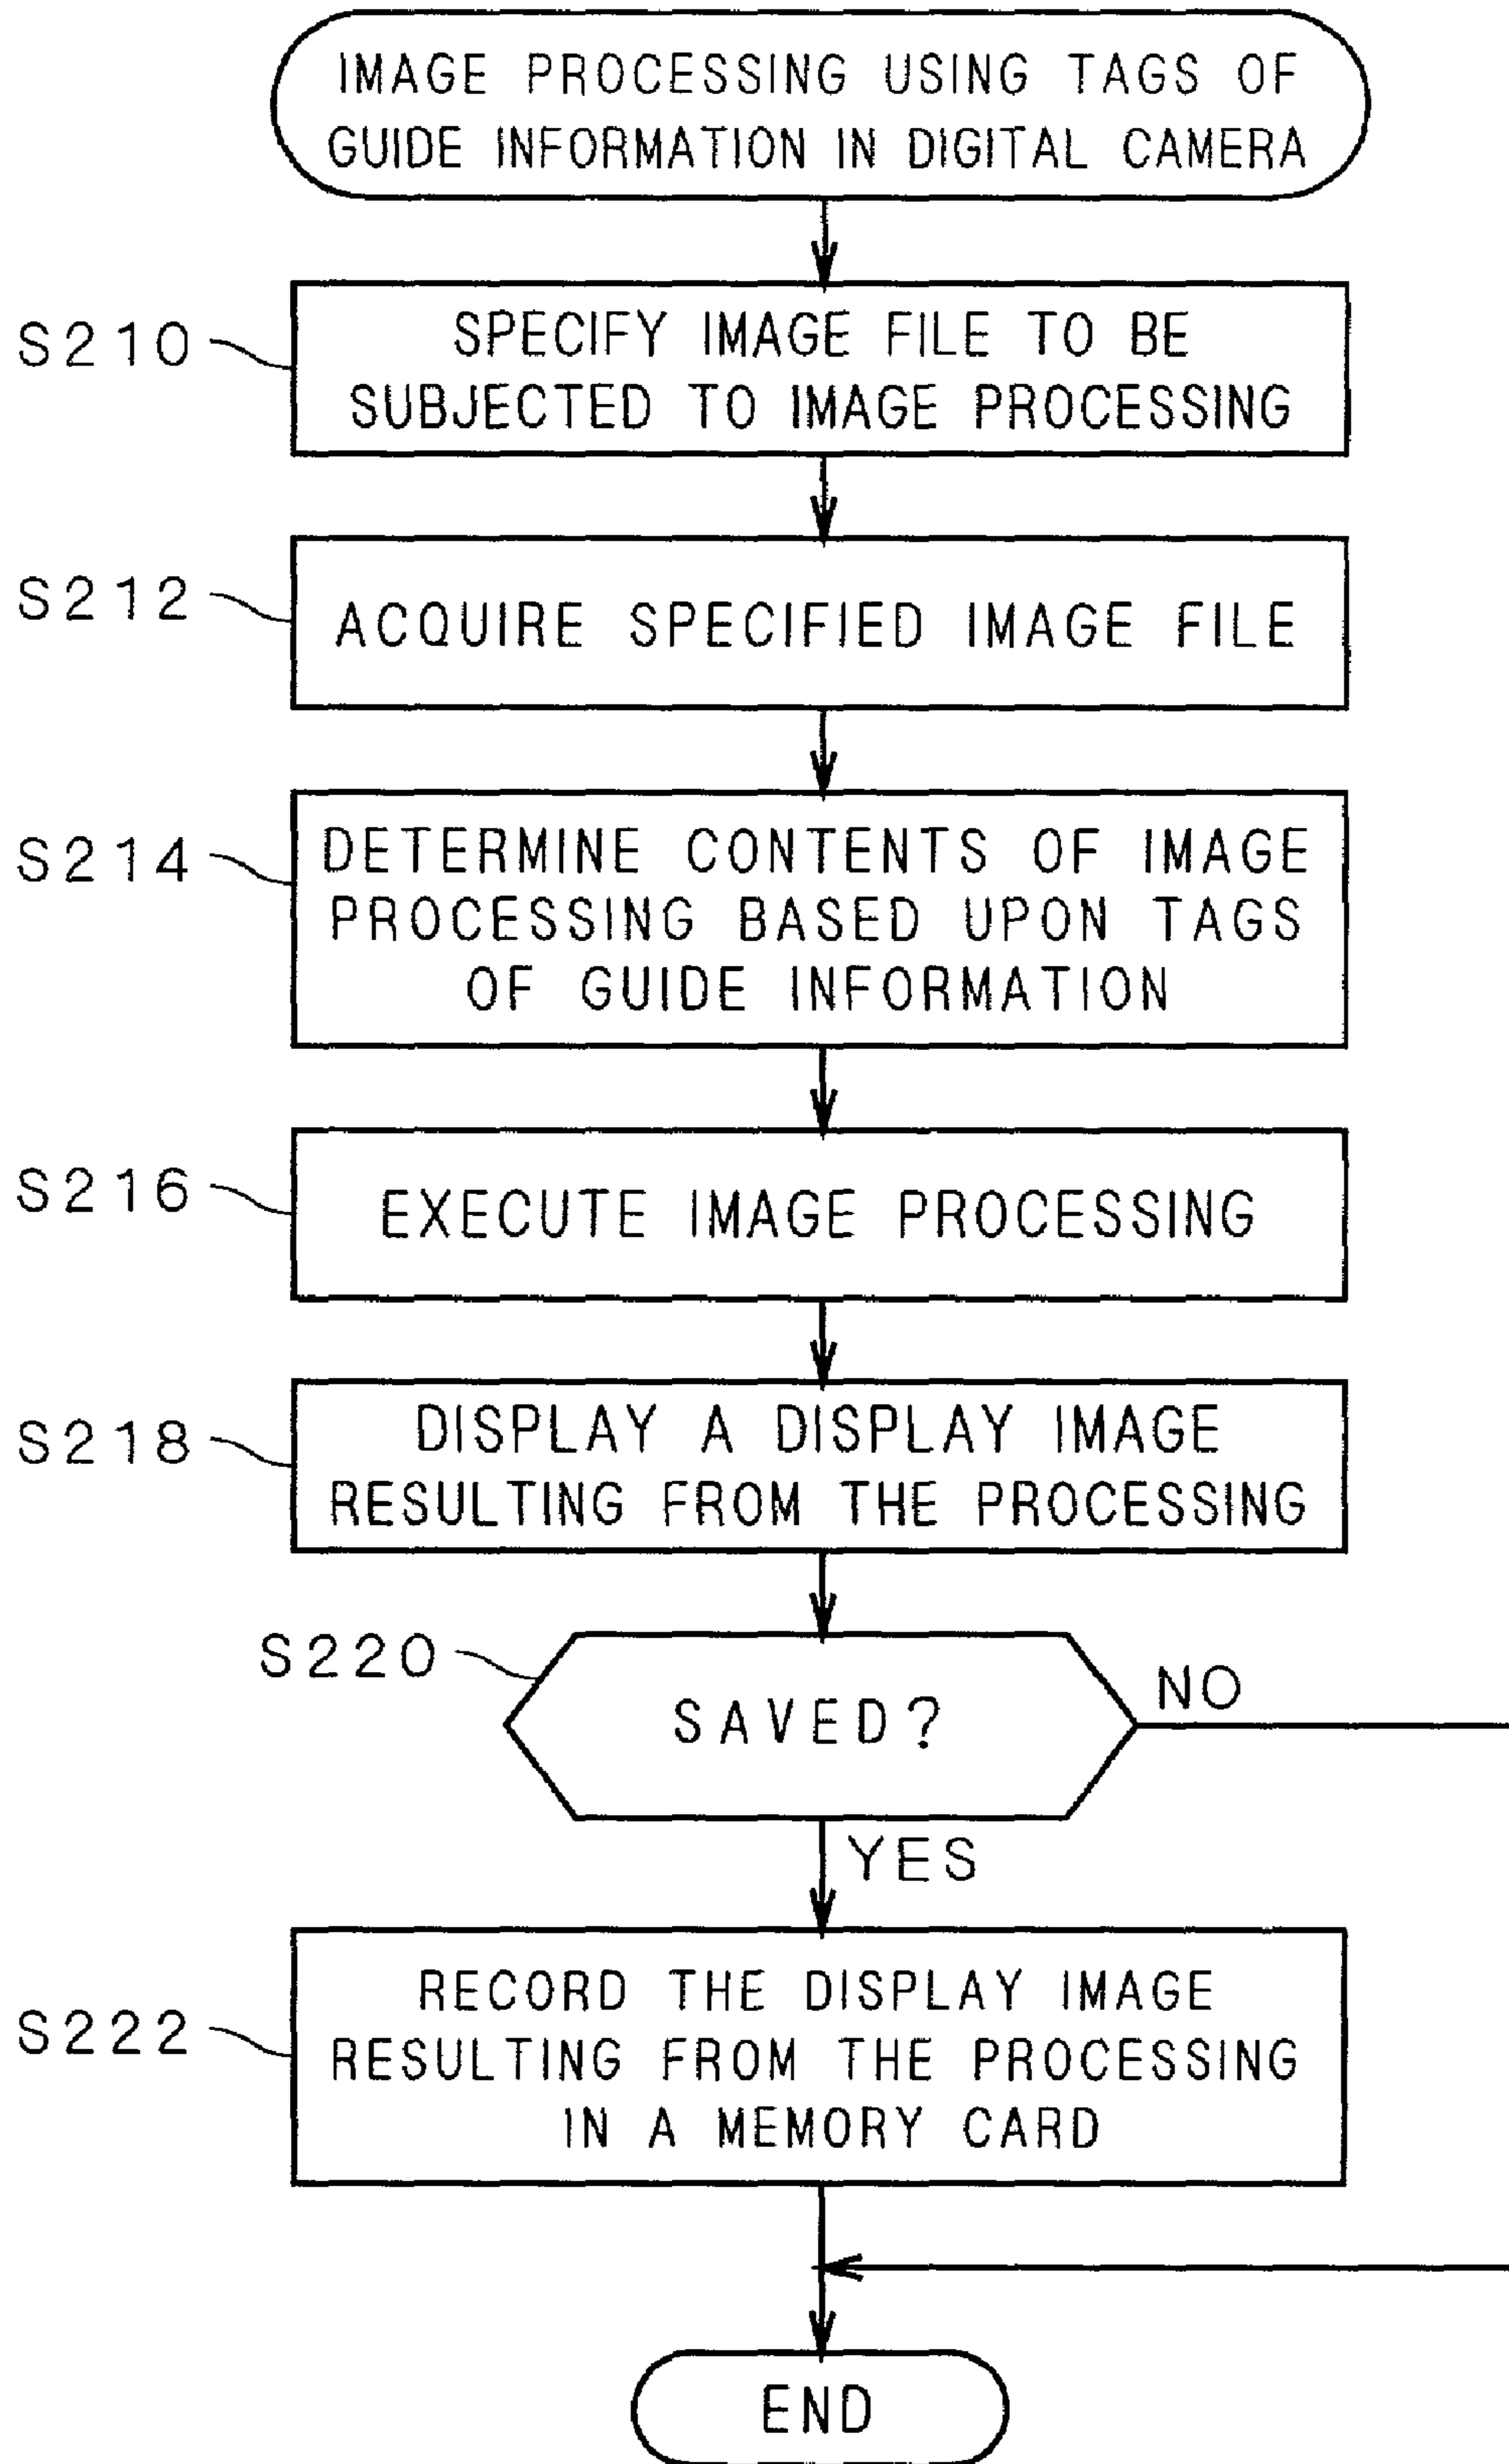 IMAGE PROCESSING USING TAGS OF
GUIDE INFORMATION IN DIGITAL CAMERA
S210
SPECIFY IMAGE FILE TO BE
SUBJECTED TO IMAGE PROCESSING
S212
ACQUIRE SPECIFIED IMAGE FILE
S214
DETERMINE CONTENTS OF IMAGE
PROCESSING BASED UPON TAGS
OF GUIDE INFORMATION
S216
EXECUTE IMAGE PROCESSING
S218
DISPLAY A DISPLAY IMAGE
RESULTING FROM THE PROCESSING
S220
SAVED?
NO
YES
S222
RECORD THE DISPLAY IMAGE
RESULTING FROM THE PROCESSING
IN A MEMORY CARD
END